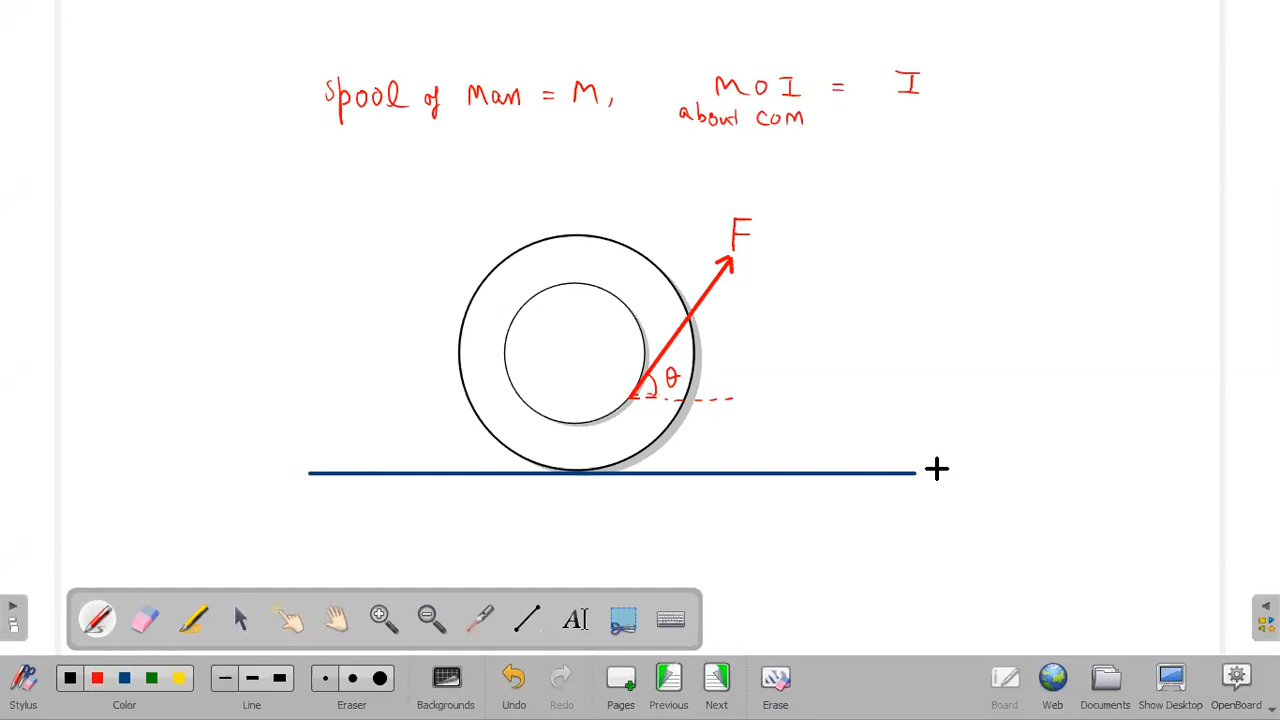 Spool of Mass = M, MOI = I
about COM
F
θ
Stylus Color Line Eraser Backgrounds Undo Redo Pages Previous Next Erase Board Web Documents Show Desktop OpenBoard